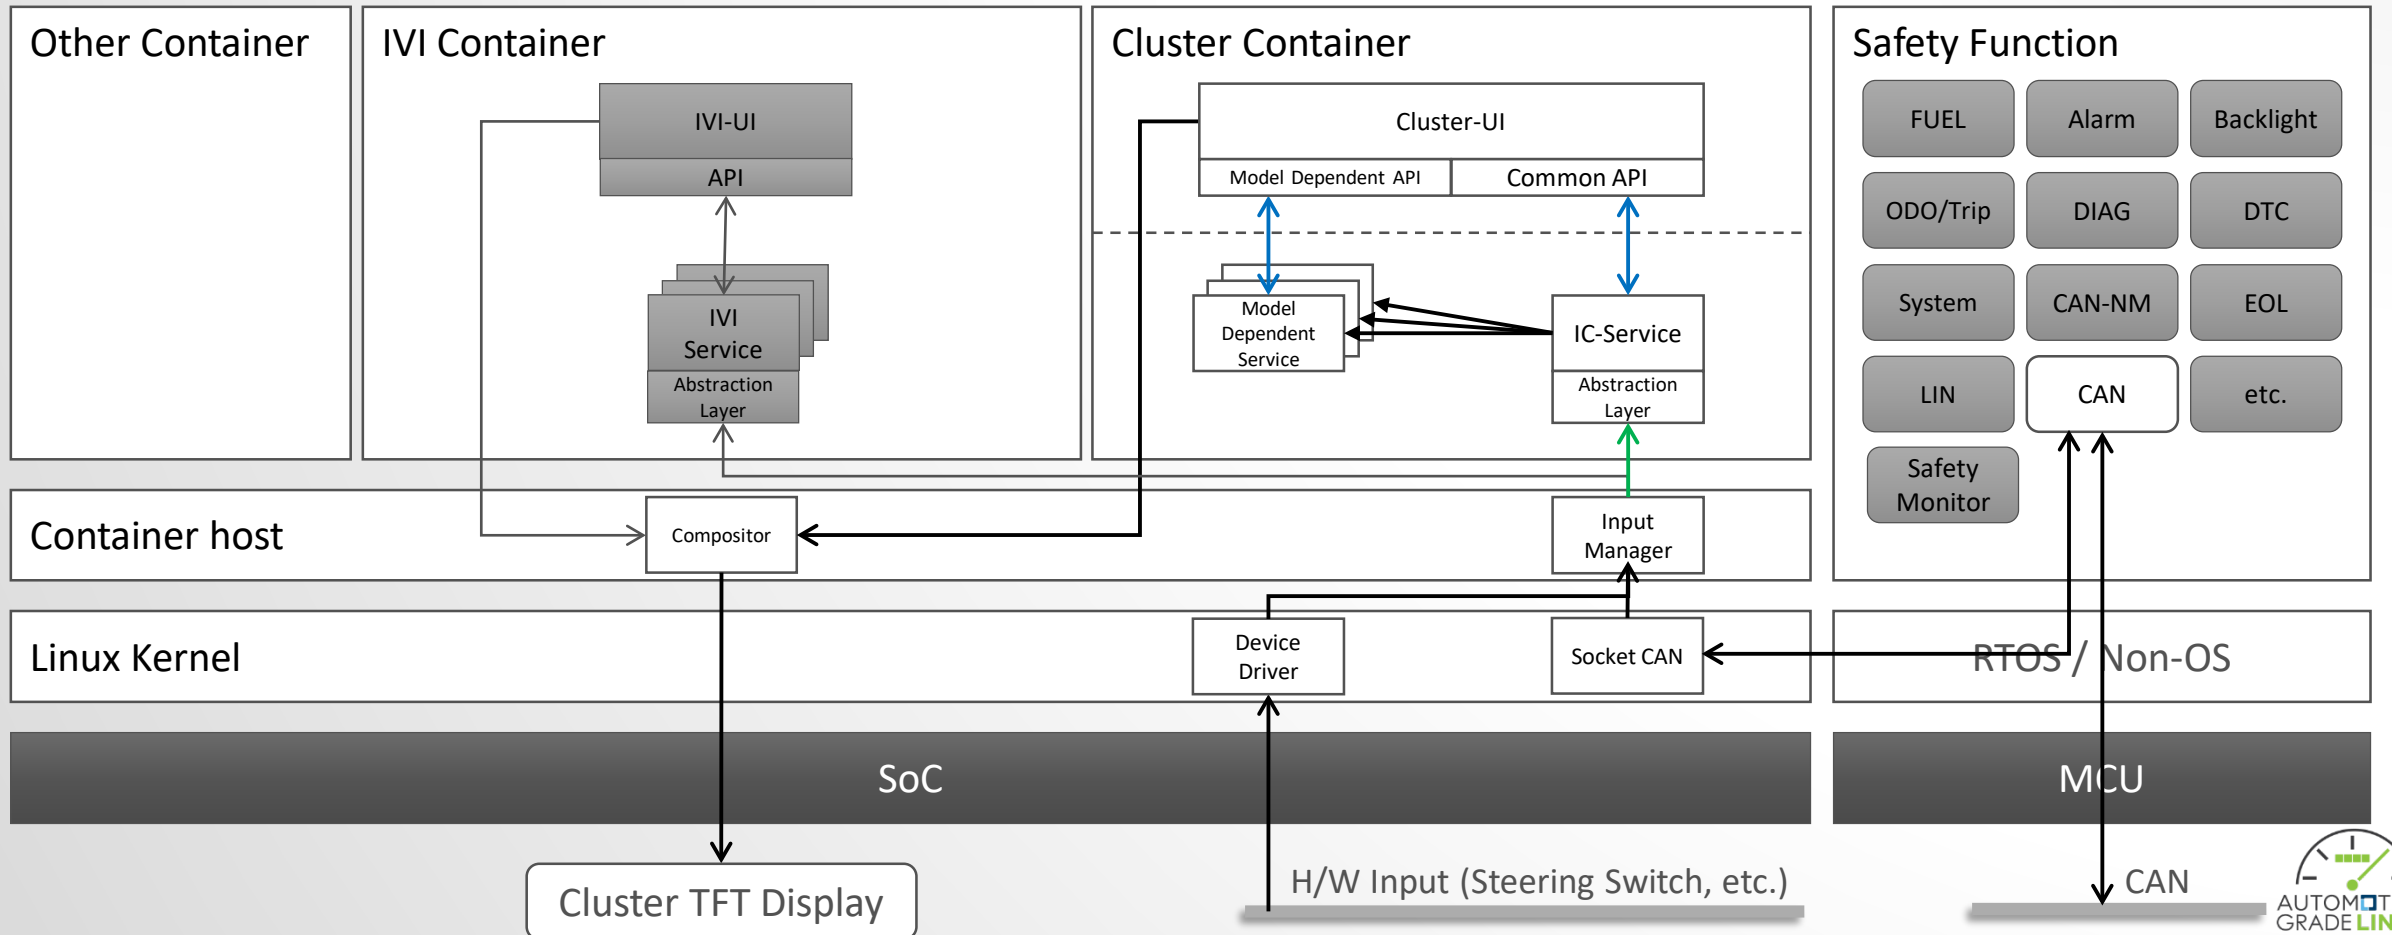 Other Container
IVI Container
Cluster Container
Safety Function
IVI-UI
API
IVI
Service
Abstraction
Layer
Cluster-UI
Model Dependent API
Common API
Model
Dependent
Service
IC-Service
Abstraction
Layer
FUEL
Alarm
Backlight
ODO/Trip
DIAG
DTC
System
CAN-NM
EOL
LIN
CAN
etc.
Safety
Monitor
Container host
Compositor
Input
Manager
Linux Kernel
Device
Driver
Socket CAN
RTOS / Non-OS
SoC
MCU
Cluster TFT Display
H/W Input (Steering Switch, etc.)
CAN
AUTOMOT
GRADE LIN